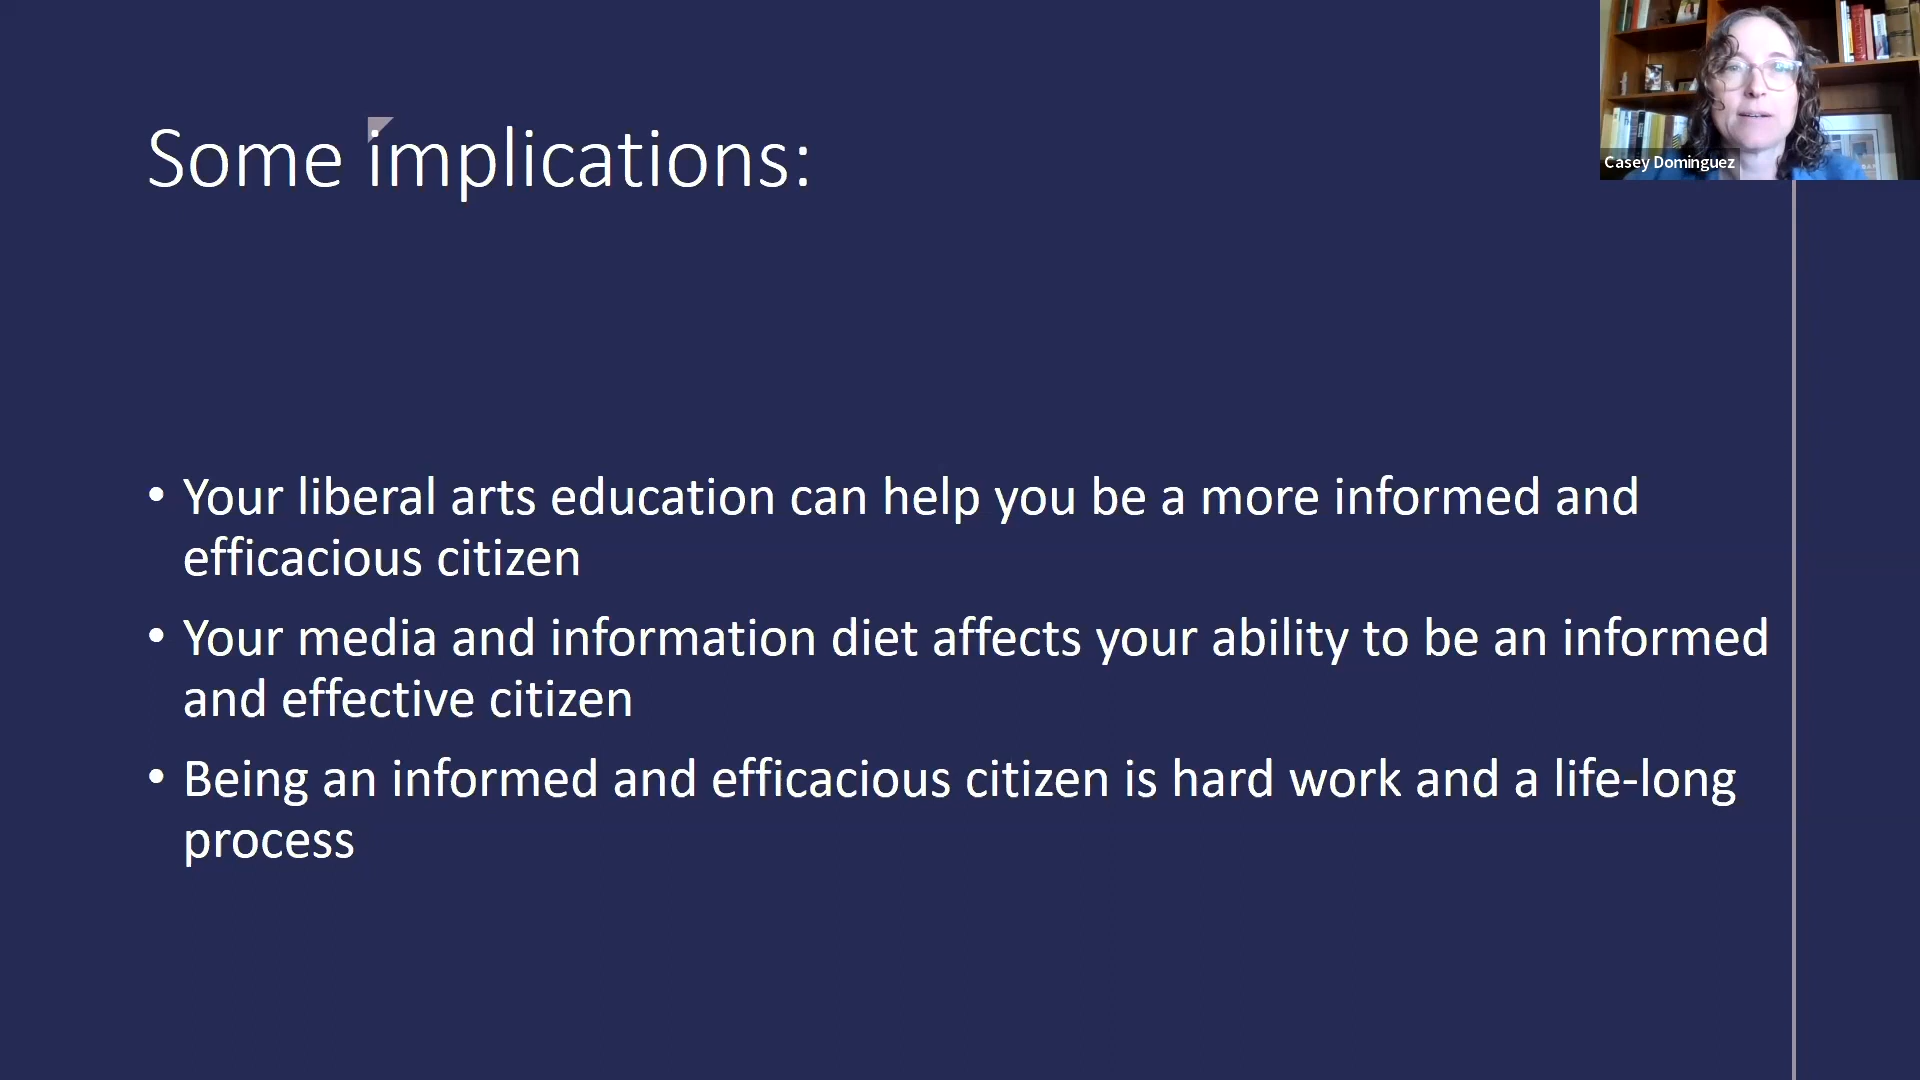 Some implications:
Casey Dominguez
• Your liberal arts education can help you be a more informed and
efficacious citizen
• Your media and information diet affects your ability to be an informed
and effective citizen
• Being an informed and efficacious citizen is hard work and a life-long
process